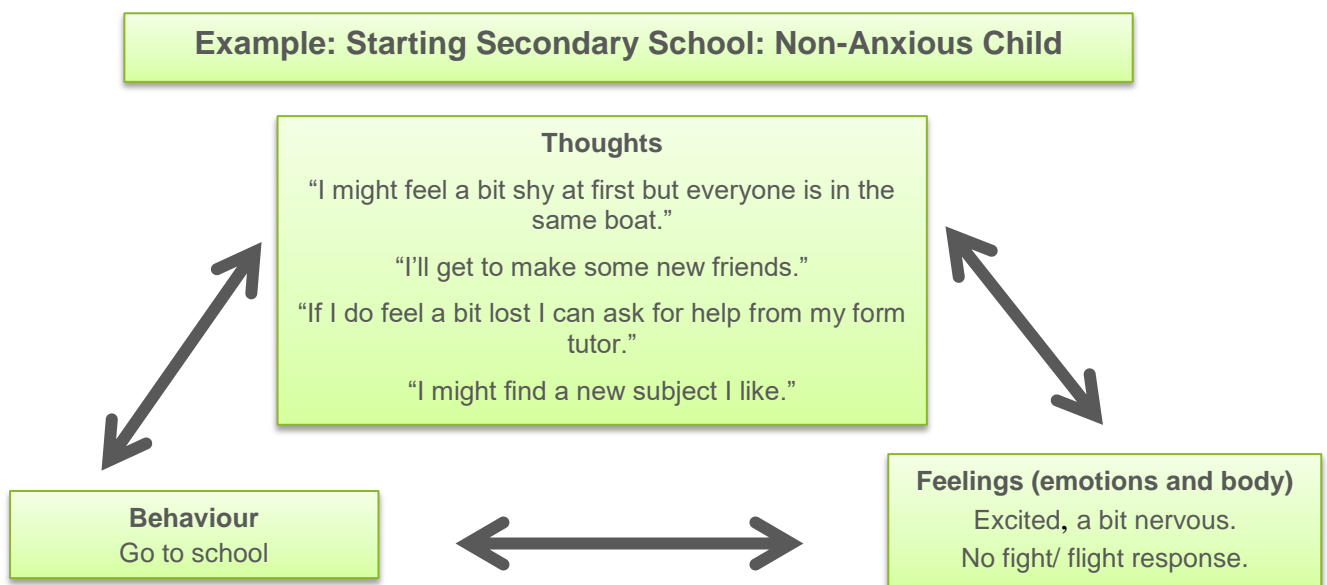 Example: Starting Secondary School: Non-Anxious Child
Thoughts
“I might feel a bit shy at first but everyone is in the
same boat.”
“I’ll get to make some new friends.”
“If I do feel a bit lost I can ask for help from my form
tutor.”
“I might find a new subject I like.”
Behaviour
Go to school
Feelings (emotions and body)
Excited, a bit nervous.
No fight/ flight response.